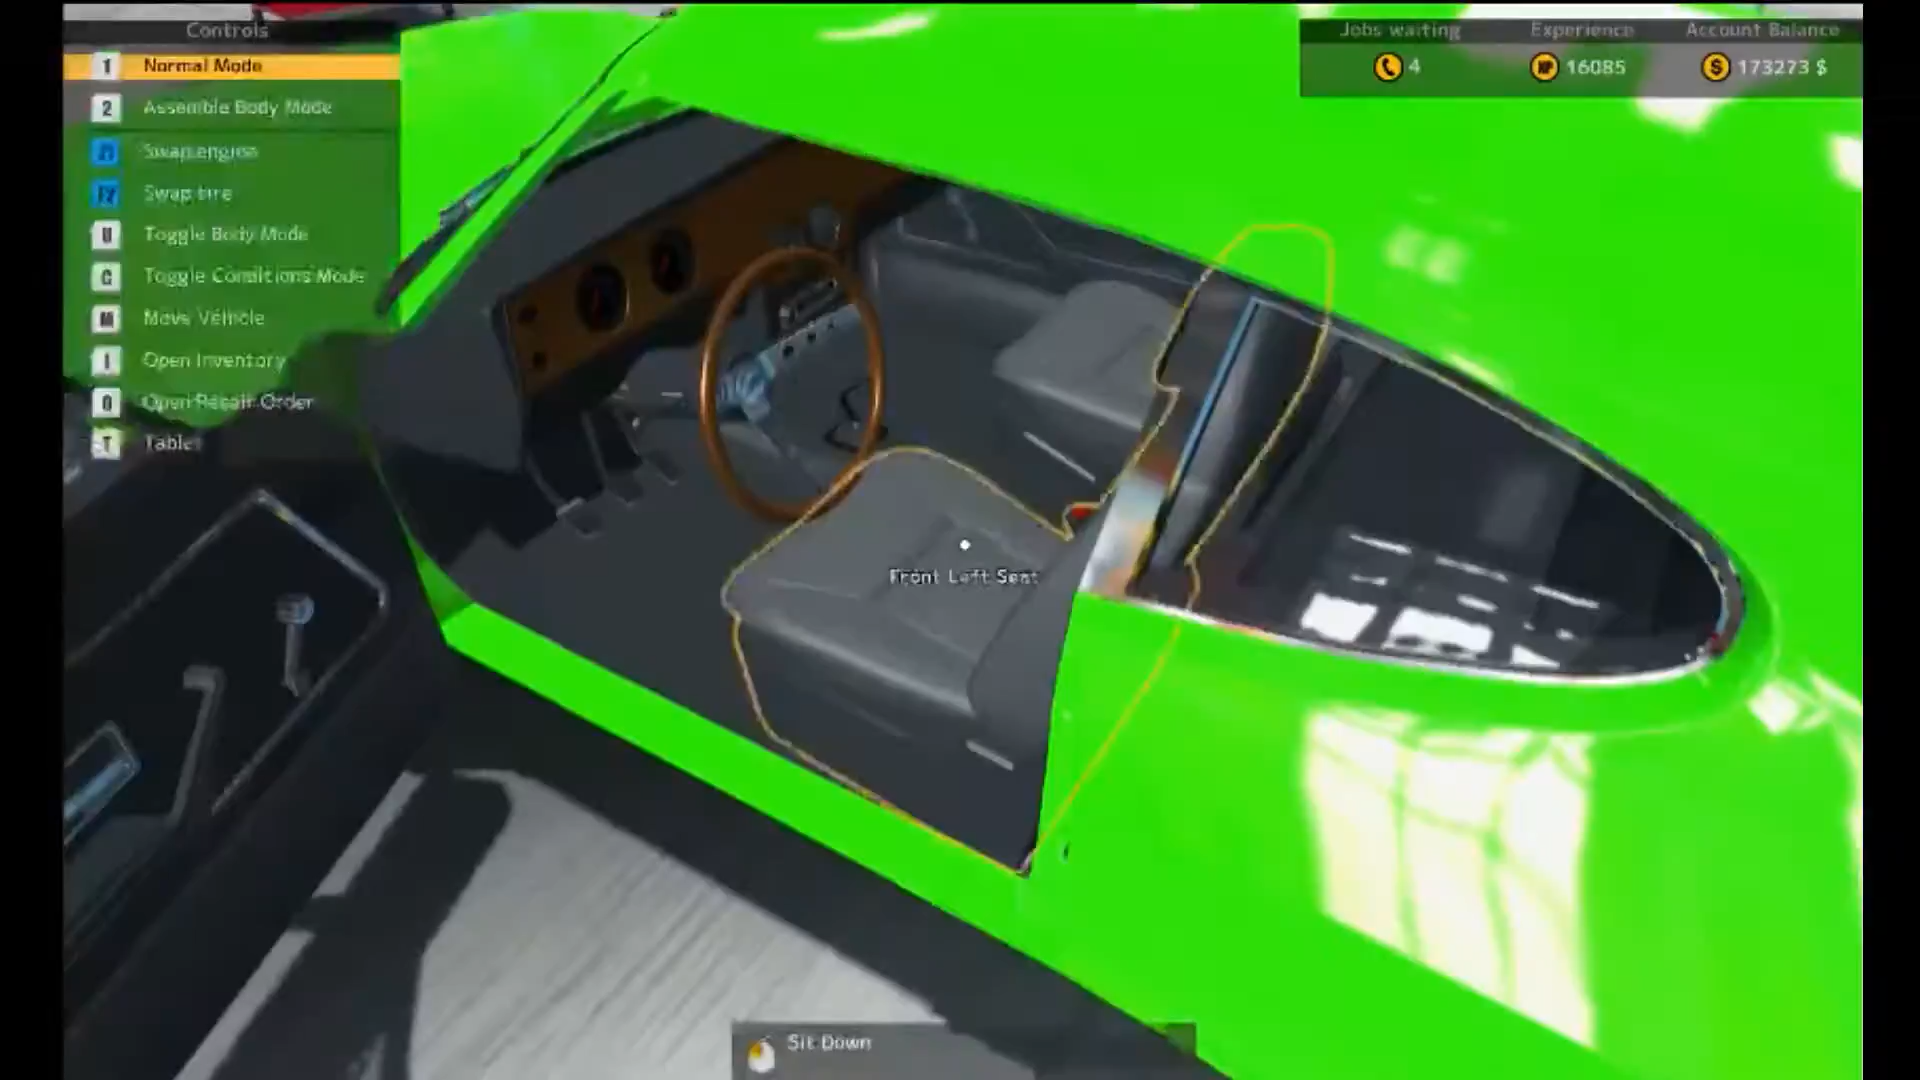 Controls
1 Normal Mode
2 Assemble Body Mode
Swap engine
F2 Swap tire
U Toggle Body Mode
C Toggle Conditions Mode
M Move Vehicle
I Open Inventory
O Open Repair Order
T Tablet
Jobs waiting
4
Experience
XP 16085
Account Balance
$ 173273 $
Front Left Seat
Sit Down